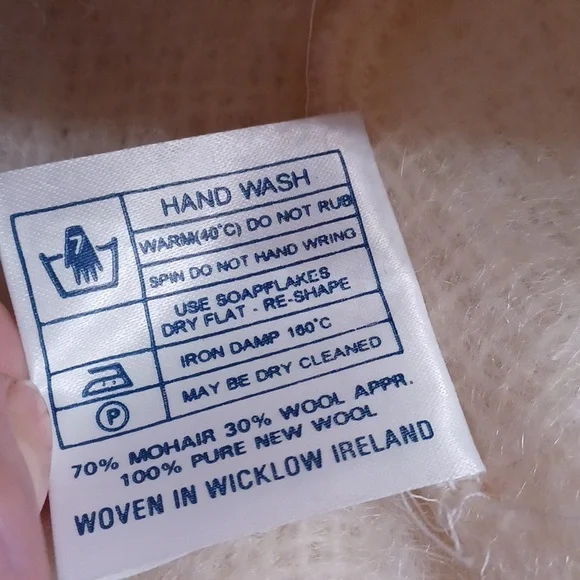 HAND WASH
7
WARM(40°C) DO NOT RUB
SPIN DO NOT HAND WRING
USE SOAPFLAKES
DRY FLAT - RE-SHAPE
IRON DAMP 160°C
P
MAY BE DRY CLEANED
70% MOHAIR 30% WOOL APPR.
100% PURE NEW WOOL
WOVEN IN WICKLOW IRELAND